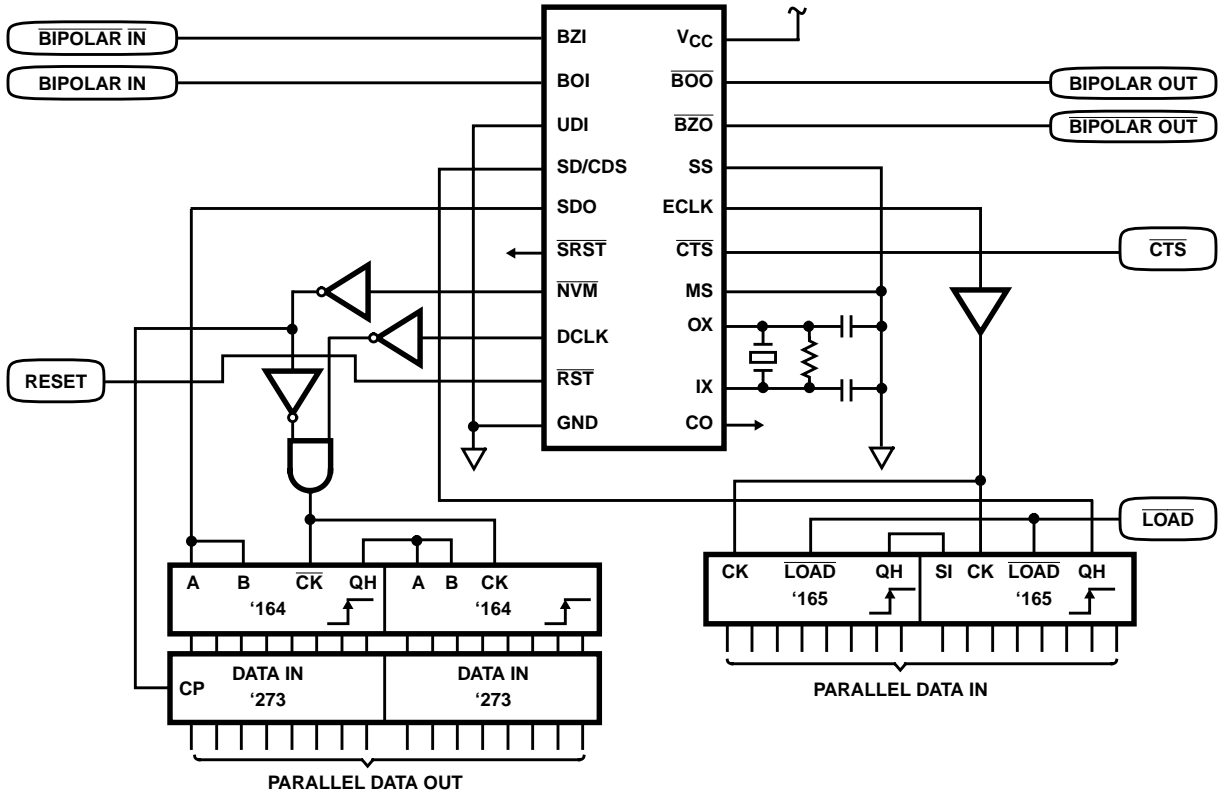 BIPOLAR IN
BIPOLAR IN
RESET
BZI
BOI
UDI
SD/CDS
SDO
SRST
NVM
DCLK
RST
GND
VCC
BOO
BZO
SS
ECLK
CTS
MS
OX
IX
CO
BIPOLAR OUT
BIPOLAR OUT
CTS
LOAD
A B CK QH A B CK
‘164 ‘164
CP DATA IN DATA IN
‘273 ‘273
PARALLEL DATA OUT
CK LOAD QH SI CK LOAD QH
‘165 ‘165
PARALLEL DATA IN